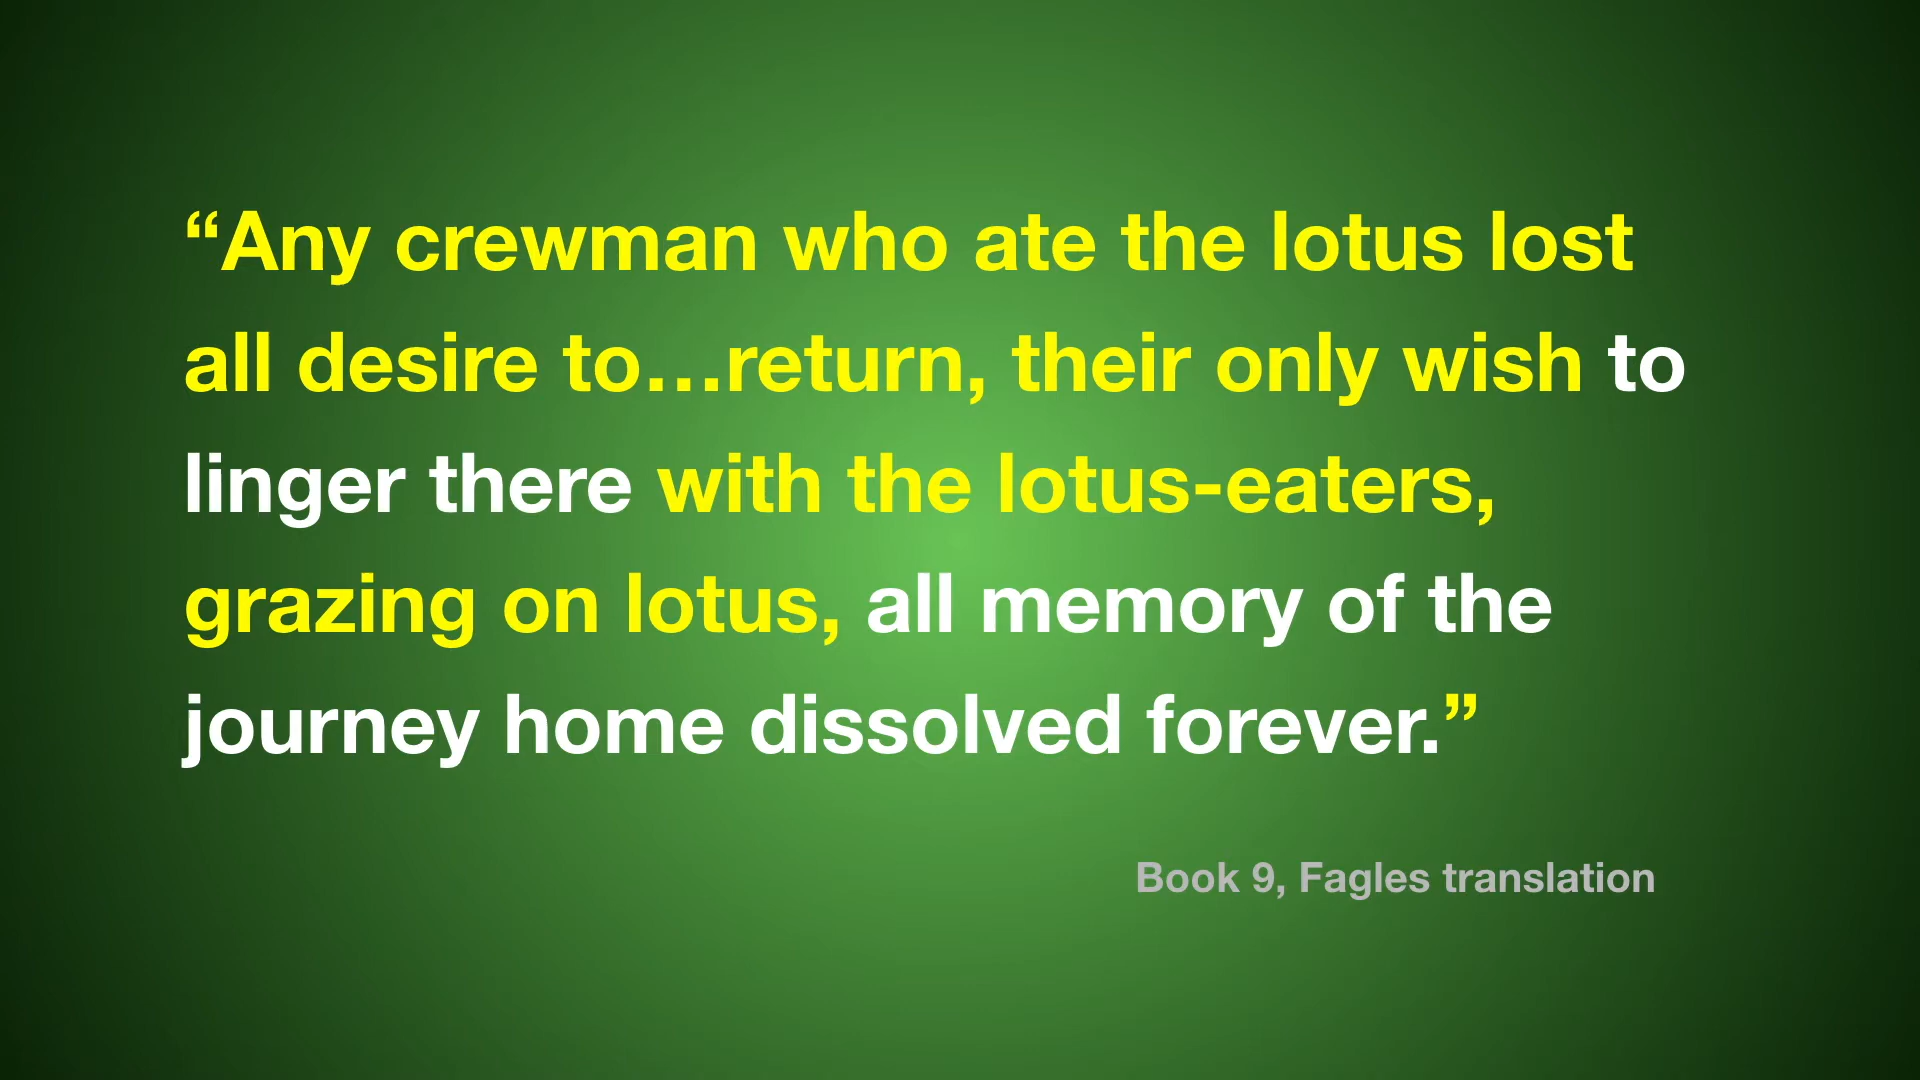 “Any crewman who ate the lotus lost
all desire to…return, their only wish to
linger there with the lotus-eaters,
grazing on lotus, all memory of the
journey home dissolved forever.”
Book 9, Fagles translation